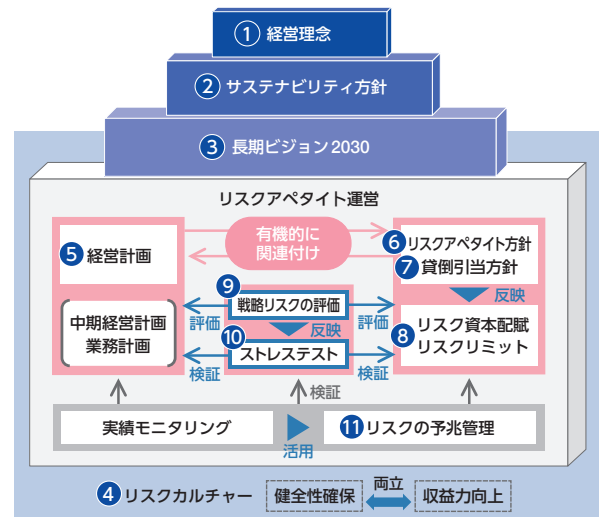 ① 経営理念
② サステナビリティ方針
③ 長期ビジョン2030
リスクアペタイト運営
⑤ 経営計画
有機的に
関連付け
⑥ リスクアペタイト方針
⑦ 貸倒引当方針
反映
中期経営計画
業務計画
評価
検証
⑨ 戦略リスクの評価
反映
⑩ ストレステスト
評価
検証
⑧ リスク資本配賦
リスクリミット
検証
実績モニタリング
活用
⑪ リスクの予兆管理
④ リスクカルチャー
健全性確保
両立
収益力向上